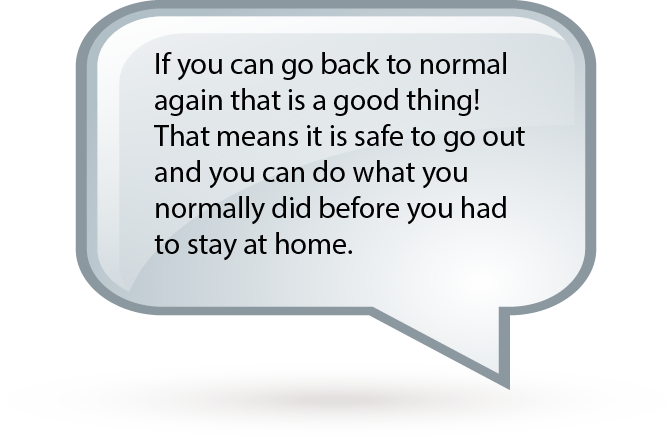 If you can go back to normal
again that is a good thing!
That means it is safe to go out
and you can do what you
normally did before you had
to stay at home.